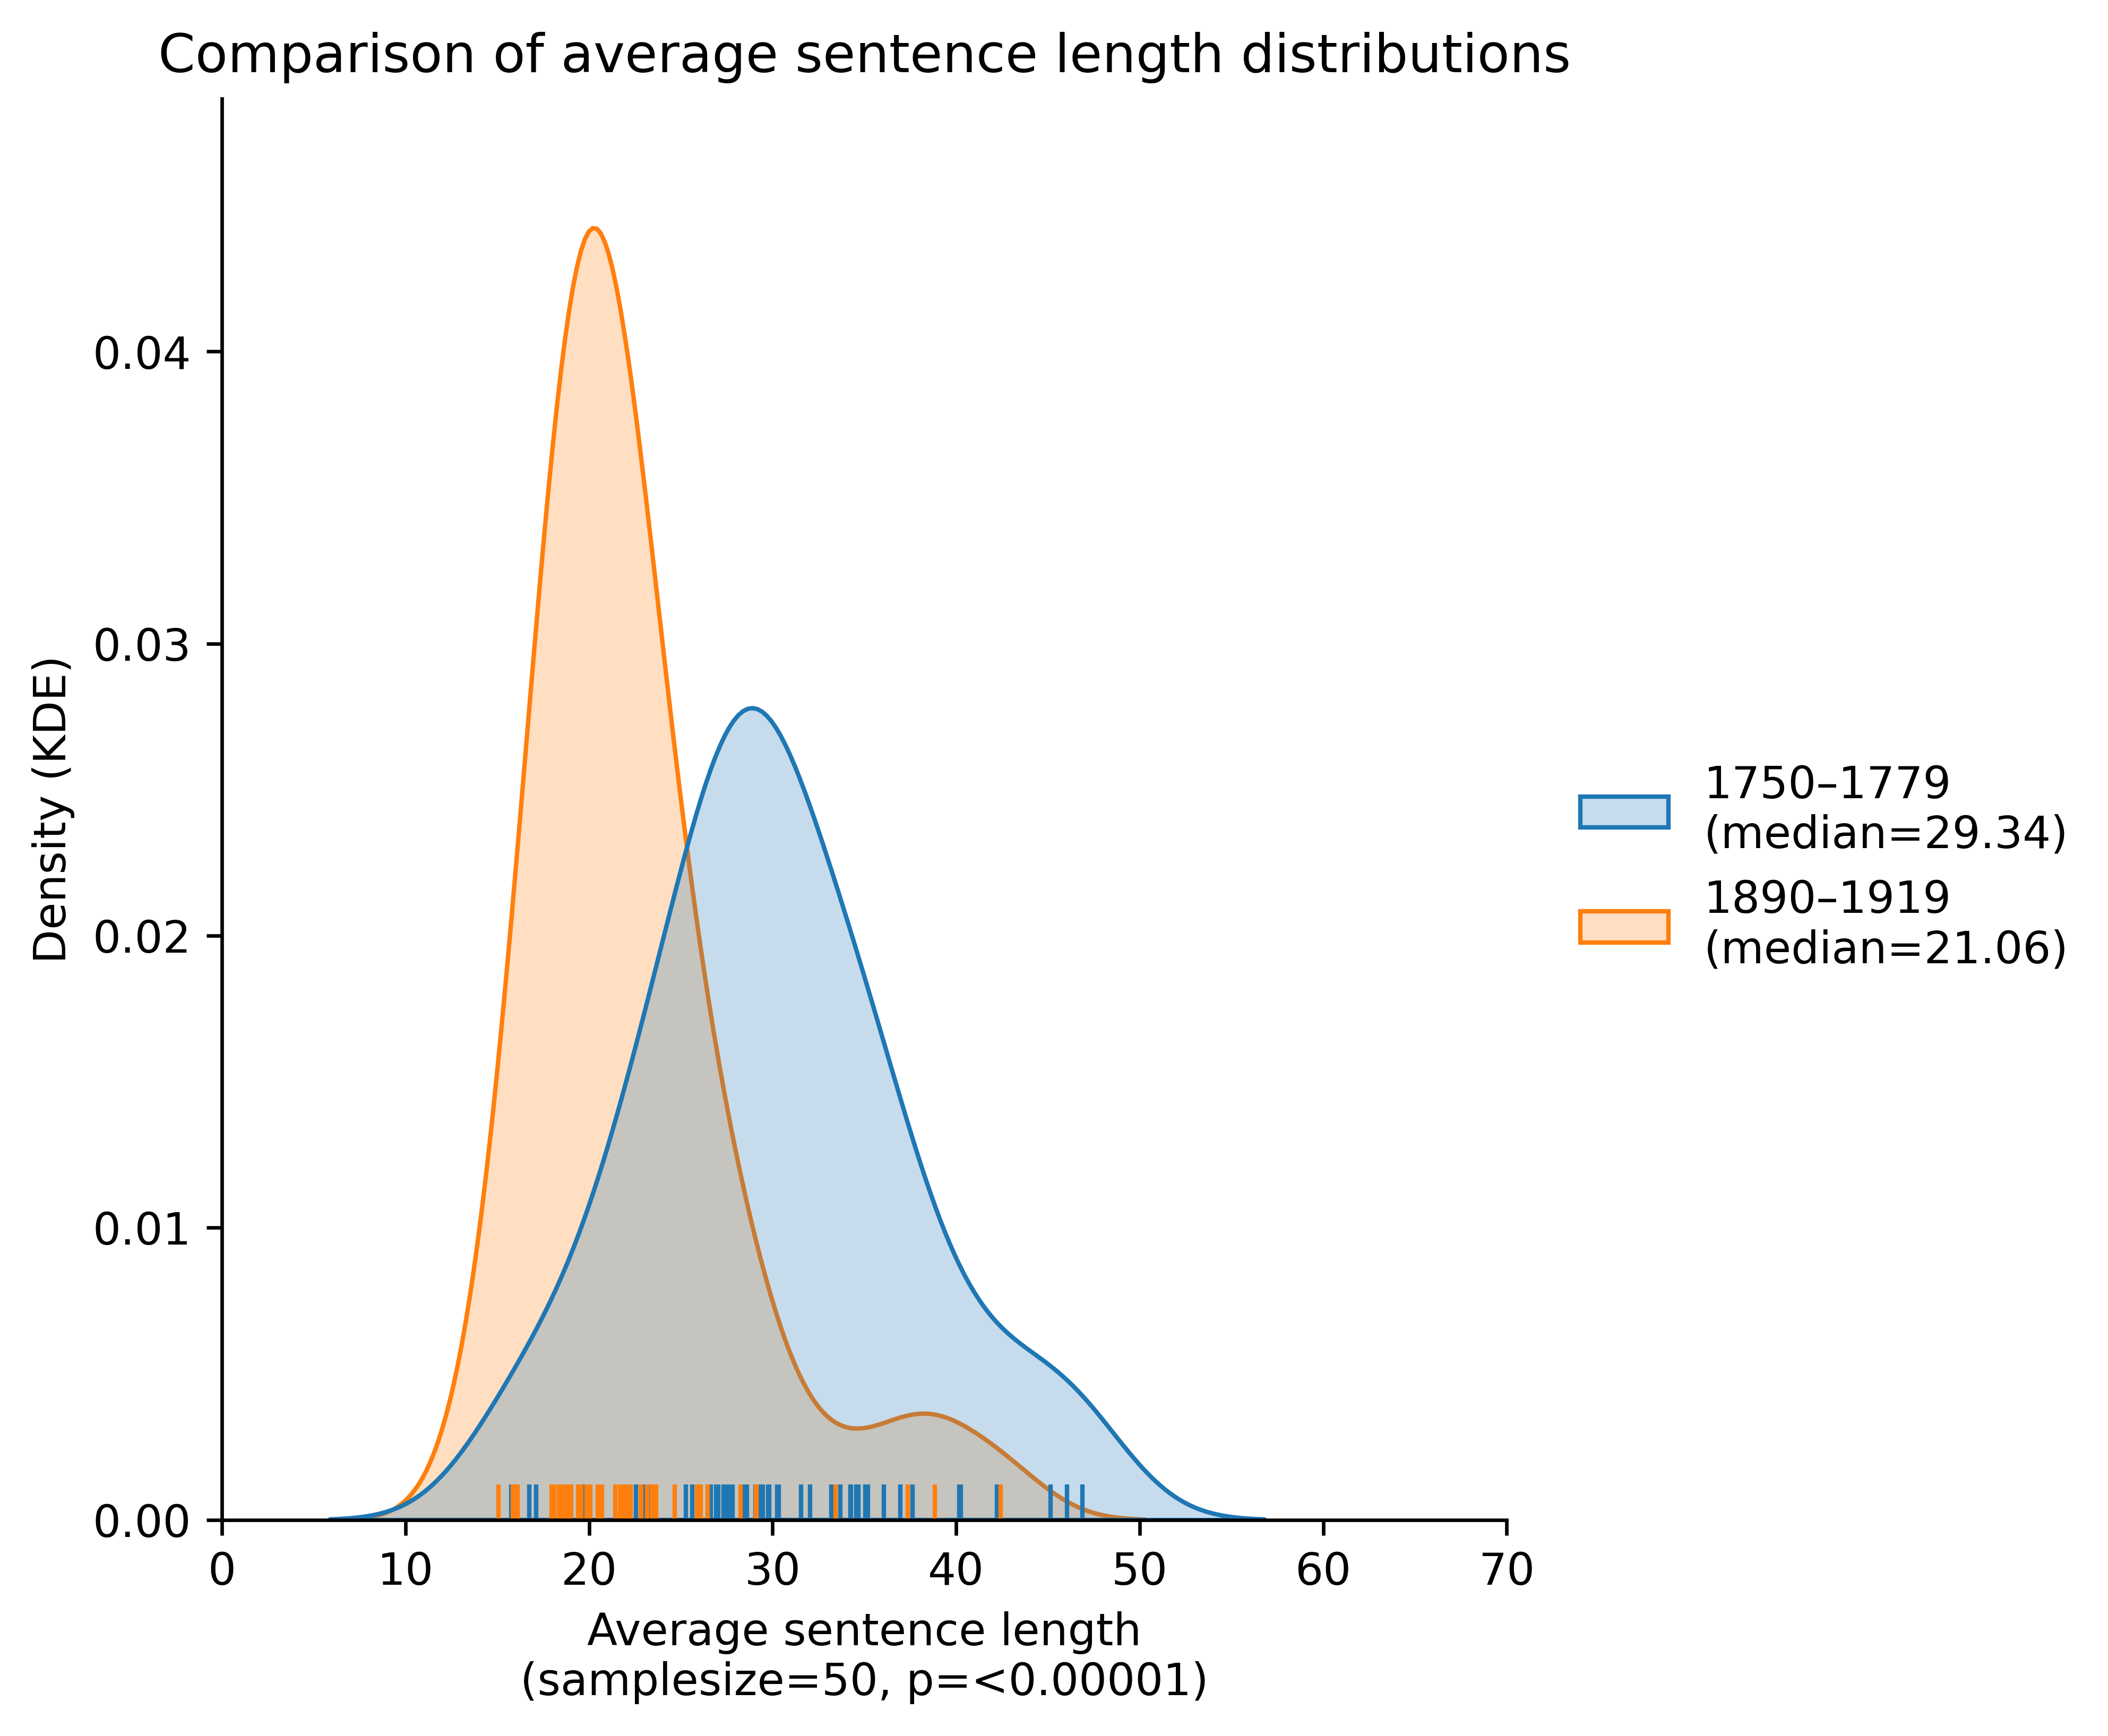 Comparison of average sentence length distributions
Density (KDE)
0.04
0.03
0.02
0.01
0.00
0 10 20 30 40 50 60 70
Average sentence length
(samplesize=50, p=<0.00001)
1750–1779
(median=29.34)
1890–1919
(median=21.06)